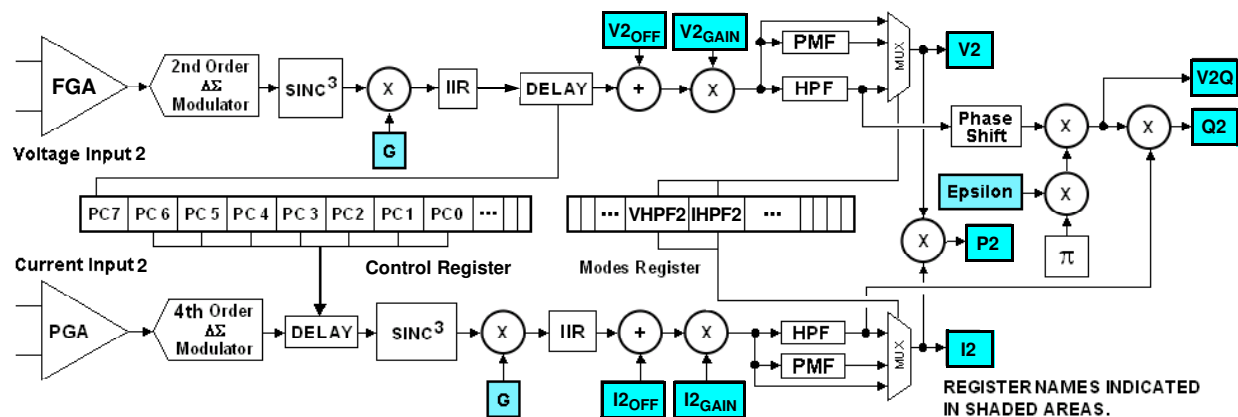 V2OFF
V2GAIN
FGA
2nd Order
ΔΣ
Modulator
SINC3
X
IIR
DELAY
+
X
PMF
HPF
MUX
V2
V2Q
Phase
Shift
X
X
Q2
Voltage Input 2
G
Epsilon
X
PC7
PC 6
PC 5
PC 4
PC 3
PC2
PC1
PC0
...
...
VHPF2
IHPF2
...
X
P2
π
Current Input 2
Control Register
Modes Register
PGA
4th Order
ΔΣ
Modulator
DELAY
SINC3
X
IIR
+
X
HPF
PMF
MUX
I2
G
I2OFF
I2GAIN
REGISTER NAMES INDICATED
IN SHADED AREAS.